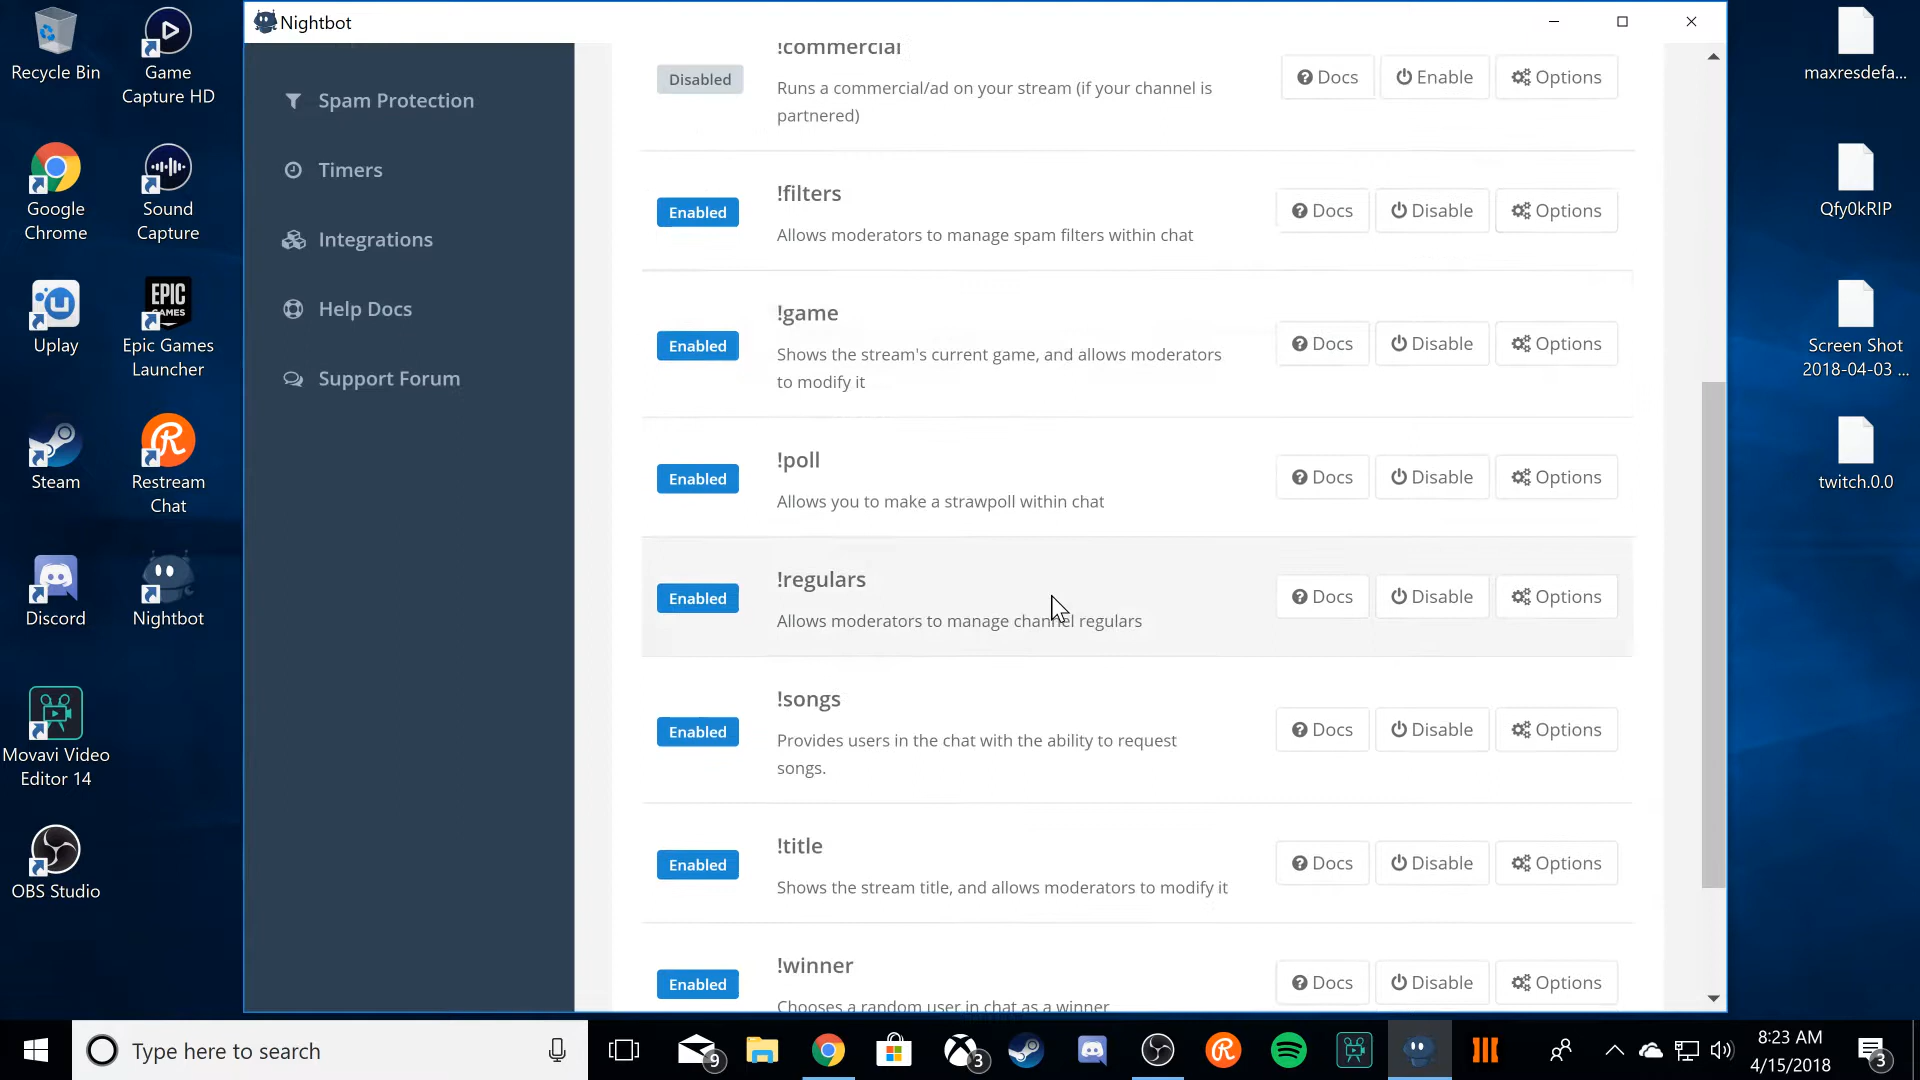 Recycle Bin
Game
Capture HD
Google
Chrome
Sound
Capture
Uplay
EPIC
GAMES
Epic Games
Launcher
Steam
Restream
Chat
Discord
Nightbot
Movavi Video
Editor 14
OBS Studio
Nightbot
Spam Protection
Timers
Integrations
Help Docs
Support Forum
!commercial
Disabled
Runs a commercial/ad on your stream (if your channel is
partnered)
Docs
Enable
Options
!filters
Enabled
Allows moderators to manage spam filters within chat
Docs
Disable
Options
!game
Enabled
Shows the stream's current game, and allows moderators
to modify it
Docs
Disable
Options
!poll
Enabled
Allows you to make a strawpoll within chat
Docs
Disable
Options
!regulars
Enabled
Allows moderators to manage channel regulars
Docs
Disable
Options
!songs
Enabled
Provides users in the chat with the ability to request
songs.
Docs
Disable
Options
!title
Enabled
Shows the stream title, and allows moderators to modify it
Docs
Disable
Options
!winner
Enabled
Chooses a random user in chat as a winner
Docs
Disable
Options
maxresdefa...
Qfy0kRIP
Screen Shot
2018-04-03 ...
twitch.0.0
Type here to search
9
3
8:23 AM
4/15/2018
3